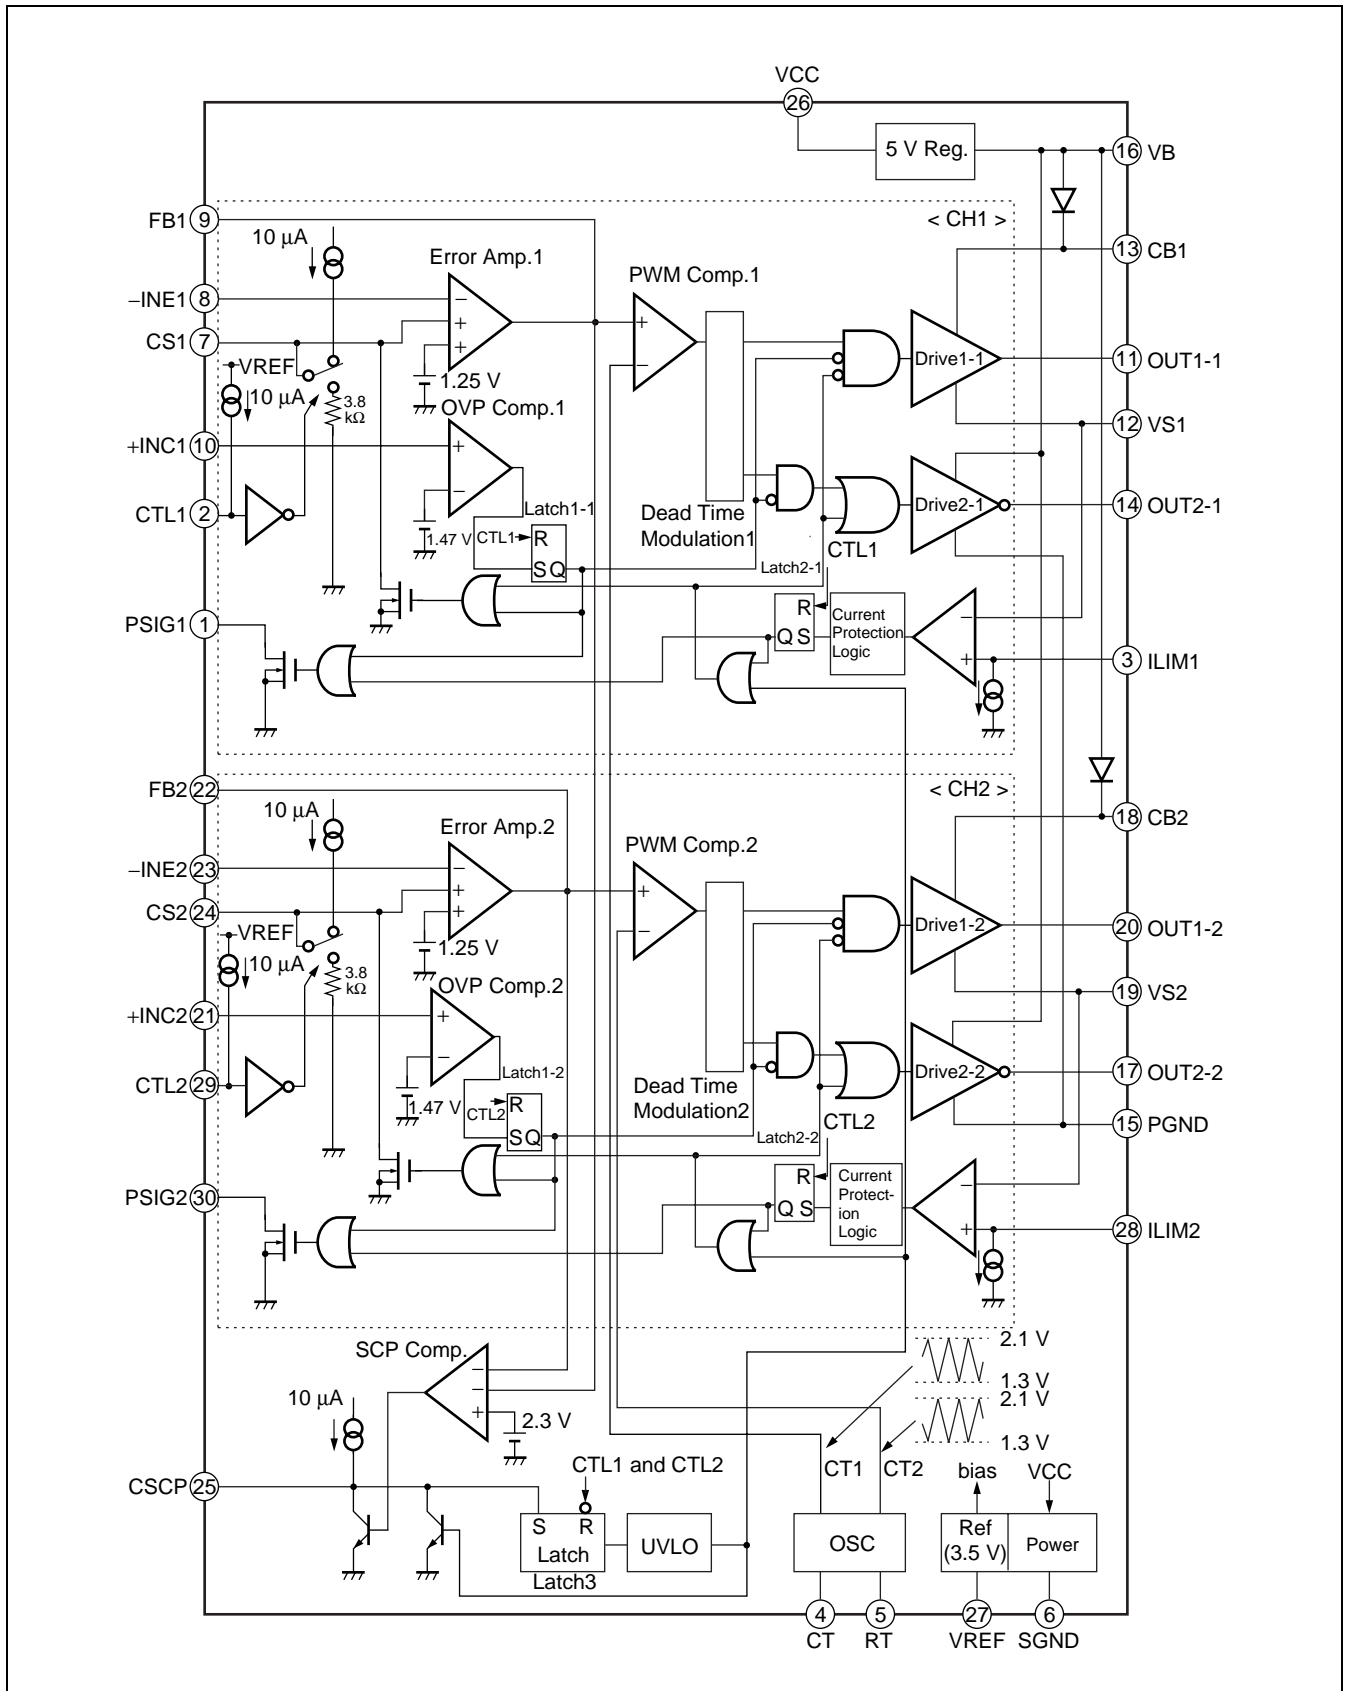 VCC
26
5 V Reg.
16 VB
FB1 9
< CH1 >
10 μA
Error Amp.1
PWM Comp.1
13 CB1
−INE1 8
−
+
+
+
−
CS1 7
VREF
10 μA
3.8
kΩ
1.25 V
Drive1-1
11 OUT1-1
OVP Comp.1
12 VS1
+INC1 10
+
−
CTL1 2
1.47 V
Latch1-1
CTL1
R
S Q
Dead Time
Modulation1
CTL1
Drive2-1
14 OUT2-1
Latch2-1
R
Q S
Current
Protection
Logic
−
+
PSIG1 1
3 ILIM1
FB2 22
< CH2 >
10 μA
Error Amp.2
PWM Comp.2
18 CB2
−INE2 23
−
+
+
+
−
CS2 24
VREF
10 μA
3.8
kΩ
1.25 V
Drive1-2
20 OUT1-2
OVP Comp.2
19 VS2
+INC2 21
+
−
CTL2 29
1.47 V
Latch1-2
CTL2
R
S Q
Dead Time
Modulation2
CTL2
Drive2-2
17 OUT2-2
15 PGND
Latch2-2
R
Q S
Current
Protect-
ion
Logic
−
+
PSIG2 30
28 ILIM2
SCP Comp.
−
−
+
2.3 V
10 μA
2.1 V
1.3 V
2.1 V
1.3 V
CSCP 25
CTL1 and CTL2
CT1
CT2
bias
VCC
S R
Latch
Latch3
UVLO
OSC
Ref
(3.5 V)
Power
4
5
27
6
CT
RT
VREF
SGND